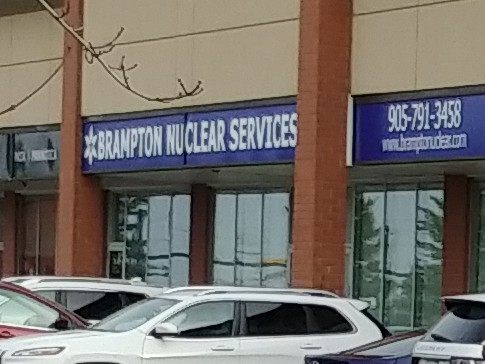 BRAMPTON NUCLEAR SERVICES
905-791-3458
www.bramptonnuclear.com